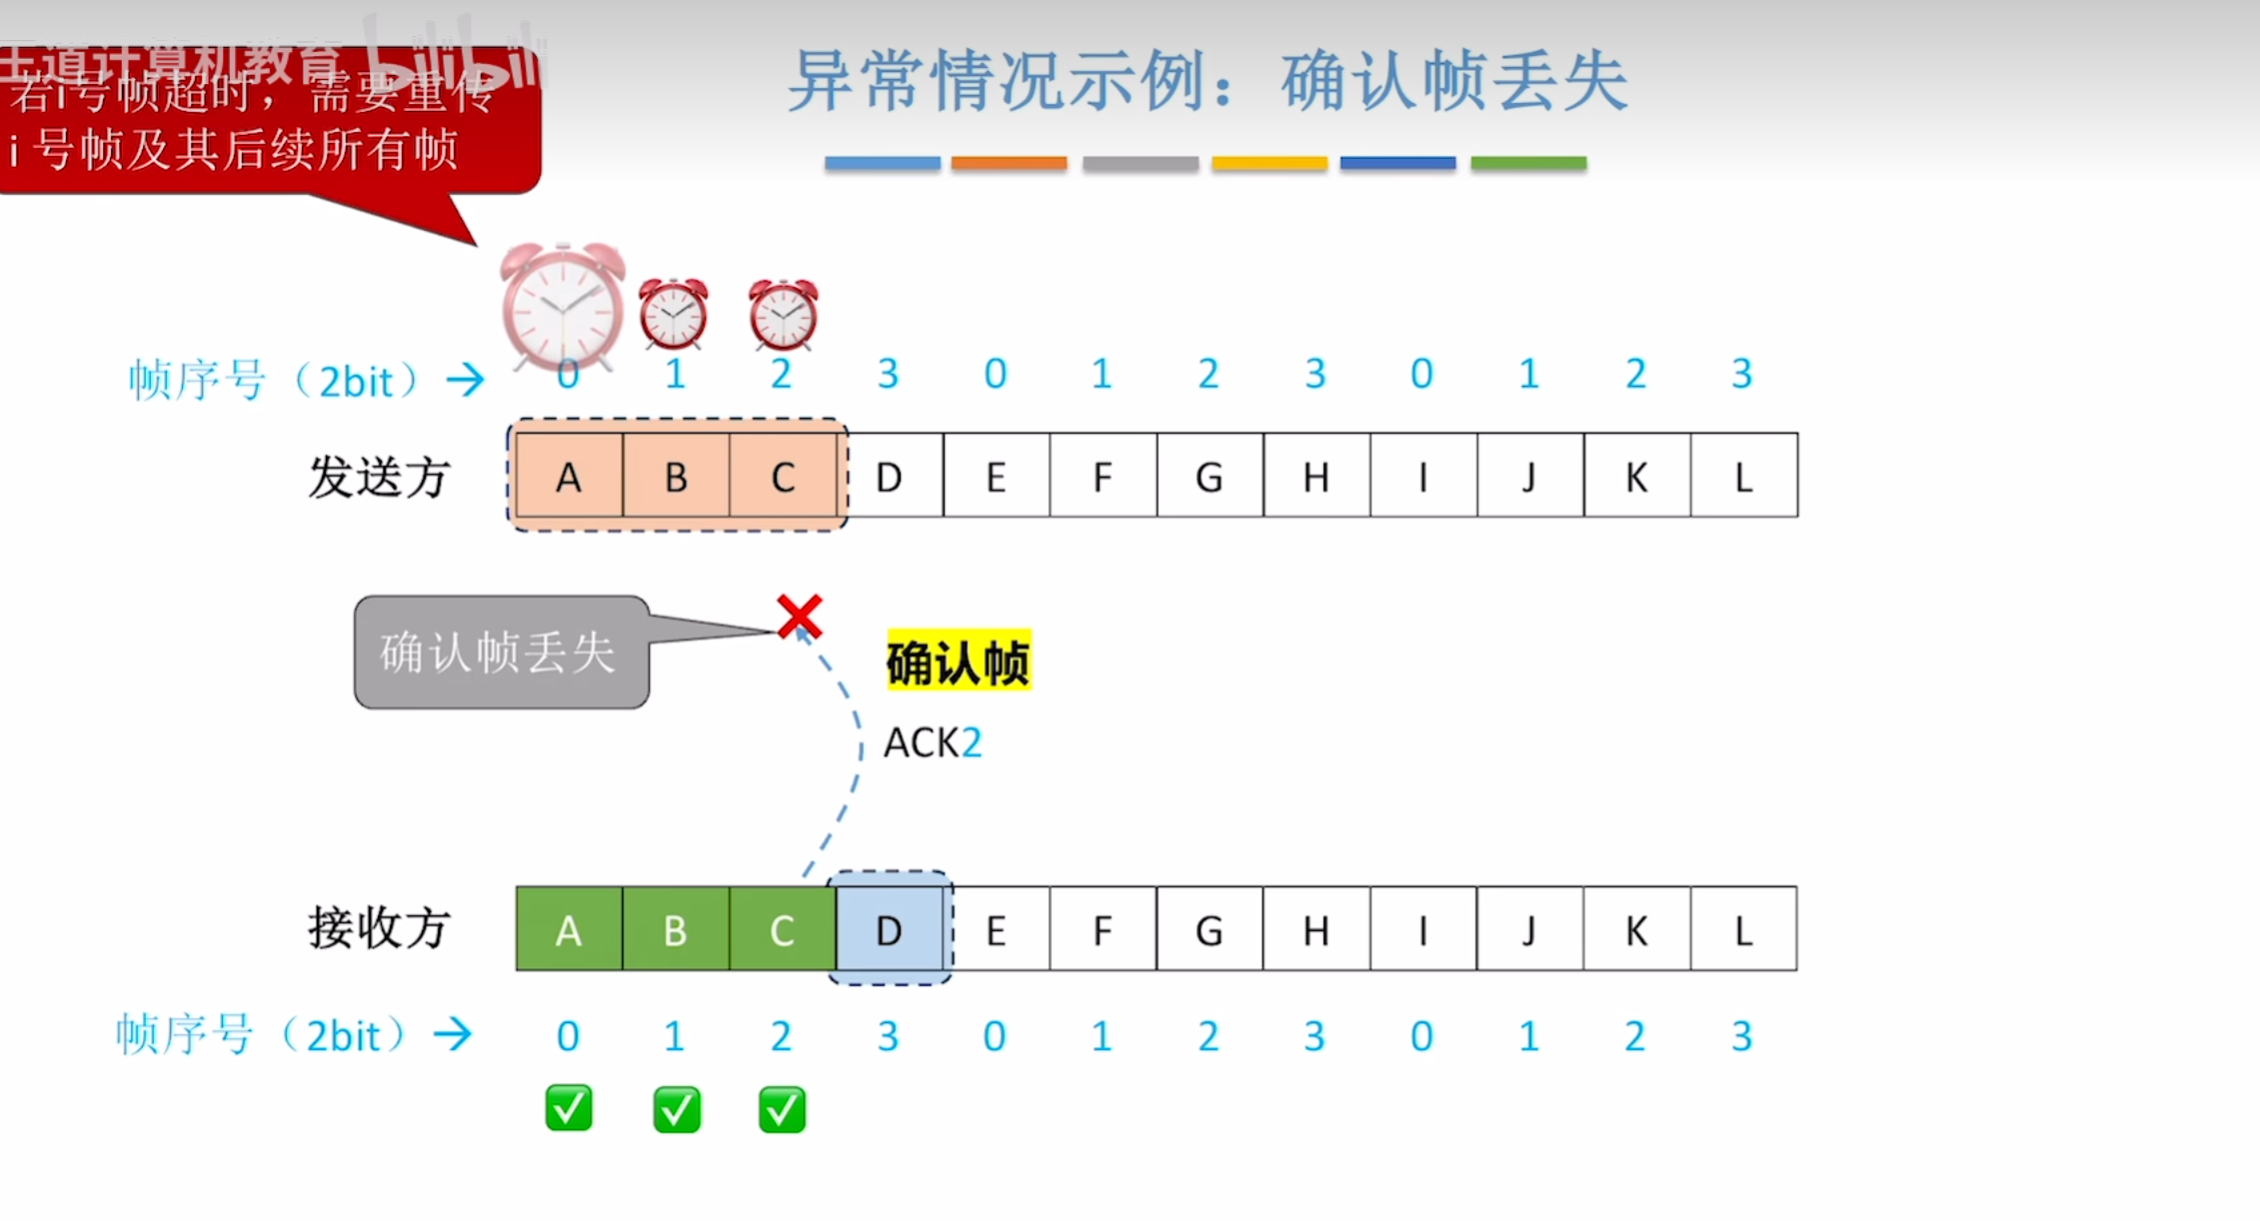 王道计算机教育 bilibili
若i号帧超时，需要重传
i 号帧及其后续所有帧
异常情况示例：确认帧丢失
帧序号（2bit）→ 0 1 2 3 0 1 2 3 0 1 2 3
发送方 A B C D E F G H I J K L
确认帧丢失
确认帧
ACK2
接收方 A B C D E F G H I J K L
帧序号（2bit）→ 0 1 2 3 0 1 2 3 0 1 2 3